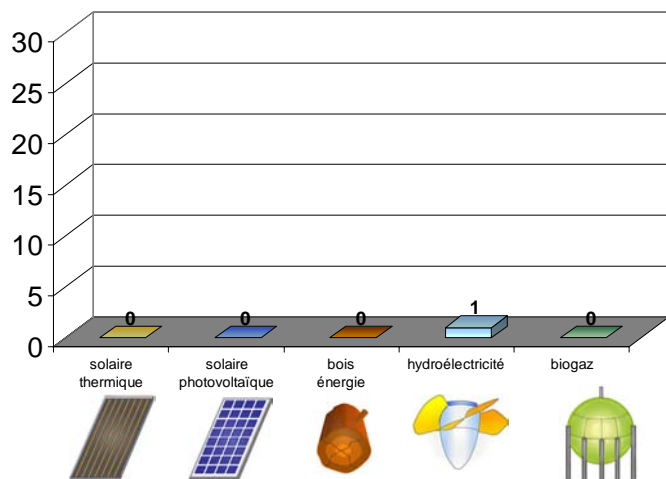 30
25
20
15
10
5
0
0 0 0 1 0
solaire thermique
solaire photovoltaïque
bois énergie
hydroélectricité
biogaz